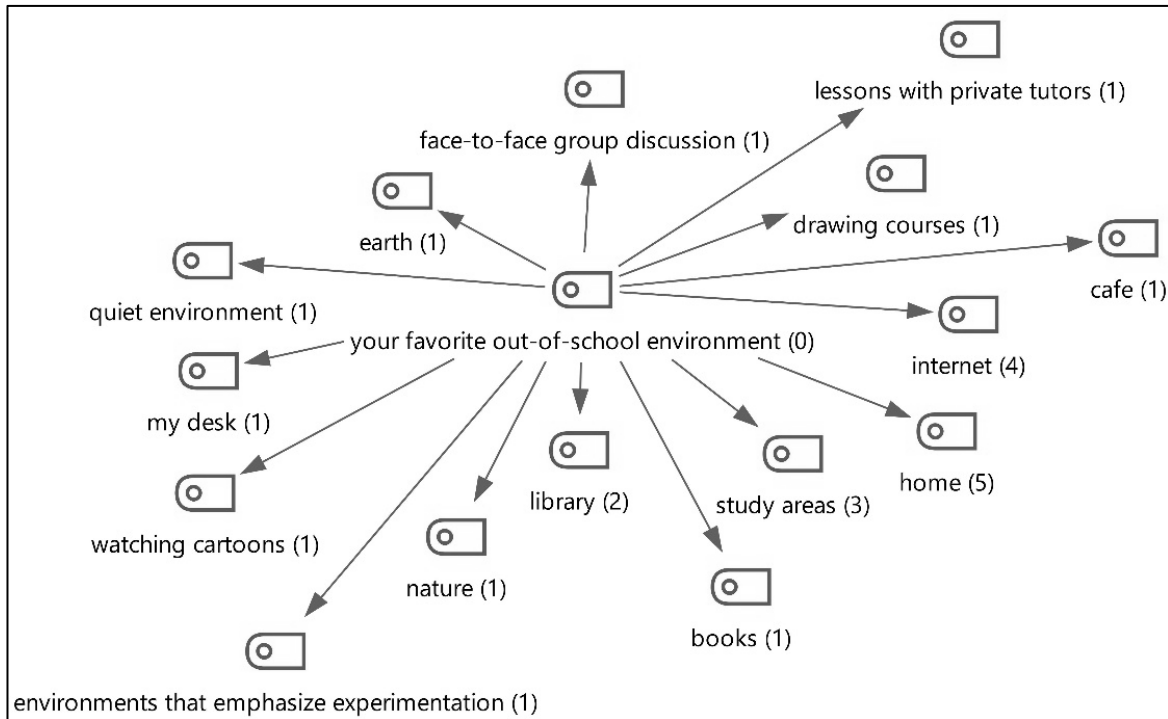 lessons with private tutors (1)
face-to-face group discussion (1)
drawing courses (1)
earth (1)
cafe (1)
quiet environment (1)
your favorite out-of-school environment (0)
internet (4)
my desk (1)
home (5)
library (2)
study areas (3)
watching cartoons (1)
nature (1)
books (1)
environments that emphasize experimentation (1)